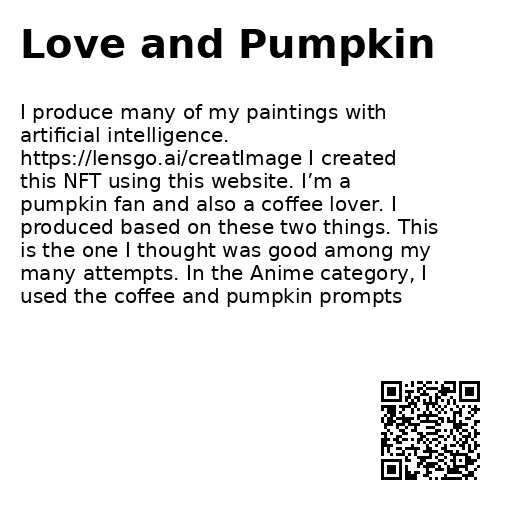 Love and Pumpkin
I produce many of my paintings with
artificial intelligence.
https://lensgo.ai/creatImage I created
this NFT using this website. I’m a
pumpkin fan and also a coffee lover. I
produced based on these two things. This
is the one I thought was good among my
many attempts. In the Anime category, I
used the coffee and pumpkin prompts